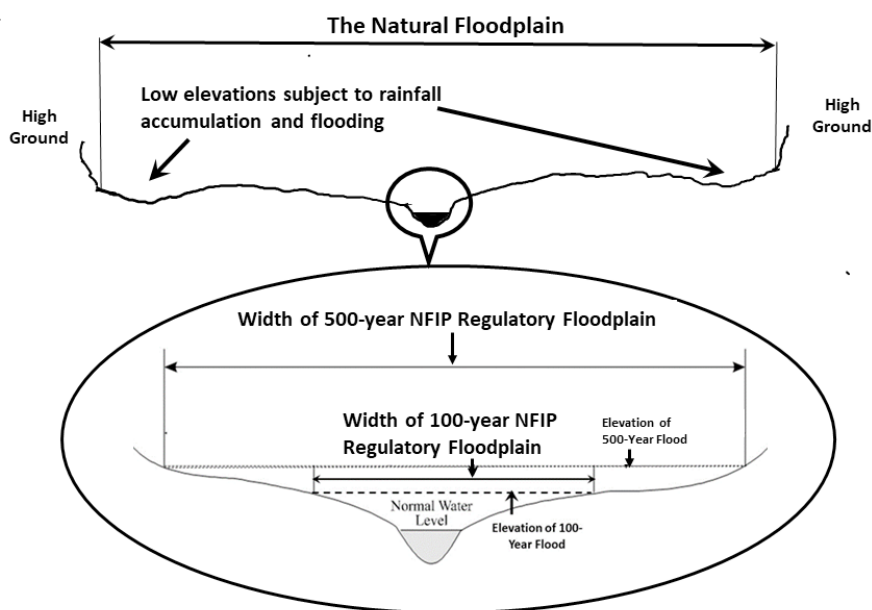 The Natural Floodplain
Low elevations subject to rainfall
accumulation and flooding
High
Ground
High
Ground
Width of 500-year NFIP Regulatory Floodplain
Width of 100-year NFIP
Regulatory Floodplain
Elevation of
500-Year Flood
Normal Water
Level
Elevation of 100-
Year Flood